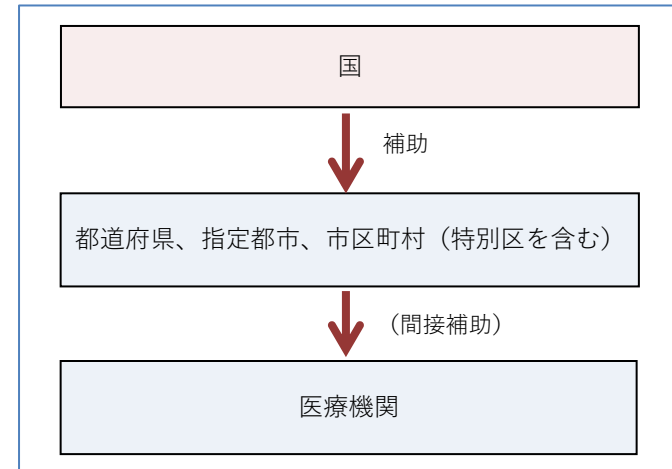 国
補助
都道府県、指定都市、市区町村（特別区を含む）
（間接補助）
医療機関